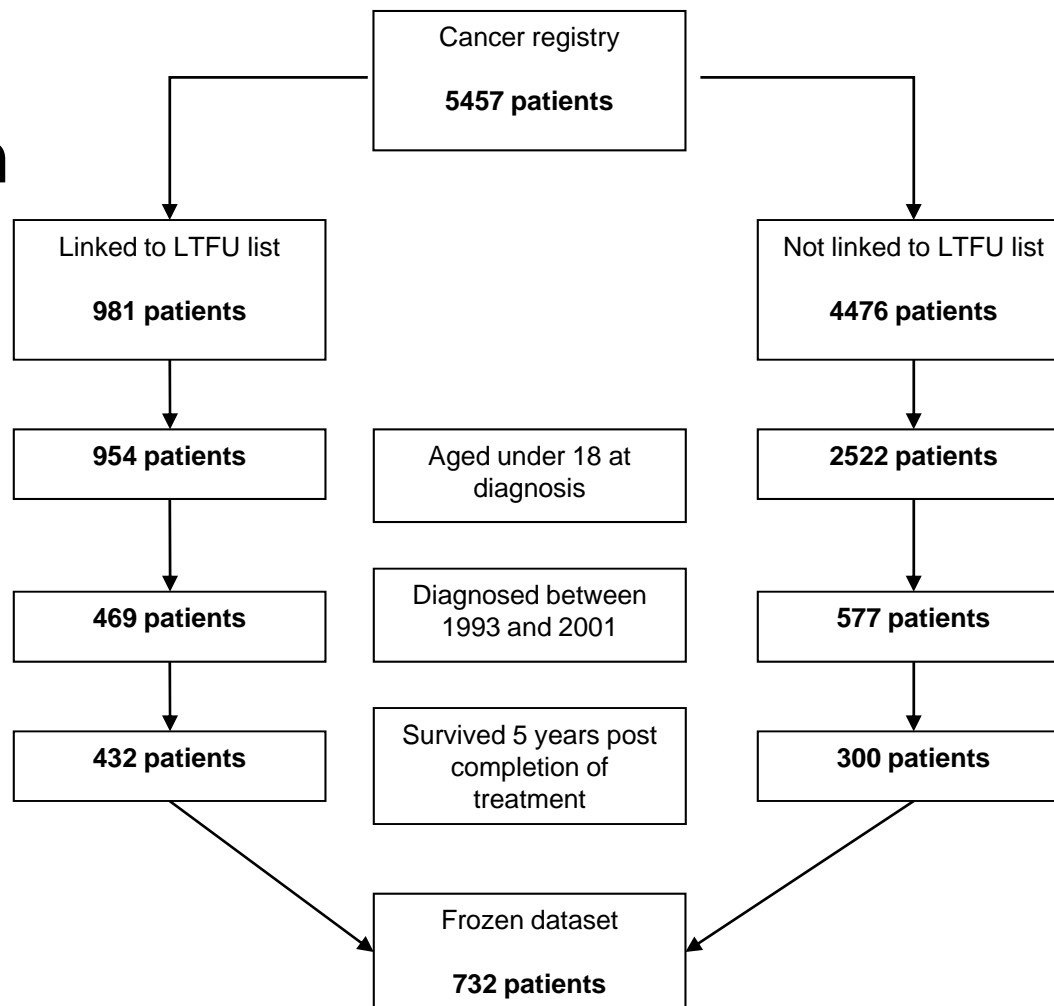 Cancer registry
5457 patients
n
Linked to LTFU list
981 patients
Not linked to LTFU list
4476 patients
954 patients
Aged under 18 at
diagnosis
2522 patients
469 patients
Diagnosed between
1993 and 2001
577 patients
432 patients
Survived 5 years post
completion of
treatment
300 patients
Frozen dataset
732 patients